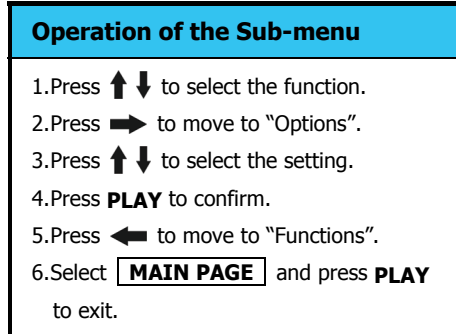 Operation of the Sub-menu
1.Press ⬆ ⬇ to select the function.
2.Press ➡ to move to “Options”.
3.Press ⬆ ⬇ to select the setting.
4.Press PLAY to confirm.
5.Press ⬅ to move to “Functions”.
6.Select MAIN PAGE and press PLAY
to exit.